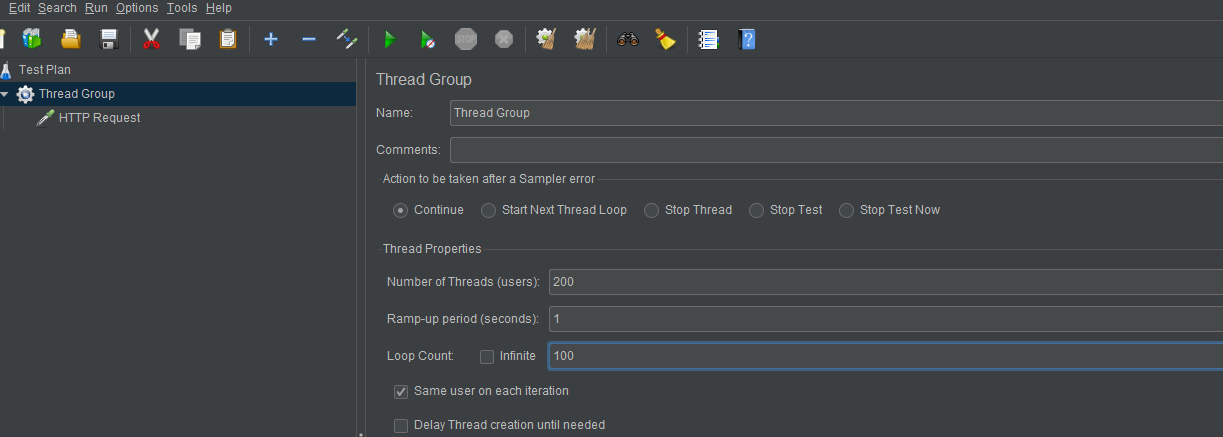 Edit Search Run Options Tools Help
STOP
Test Plan
Thread Group
HTTP Request
Thread Group
Name: Thread Group
Comments:
Action to be taken after a Sampler error
Continue Start Next Thread Loop Stop Thread Stop Test Stop Test Now
Thread Properties
Number of Threads (users): 200
Ramp-up period (seconds): 1
Loop Count: Infinite 100
Same user on each iteration
Delay Thread creation until needed